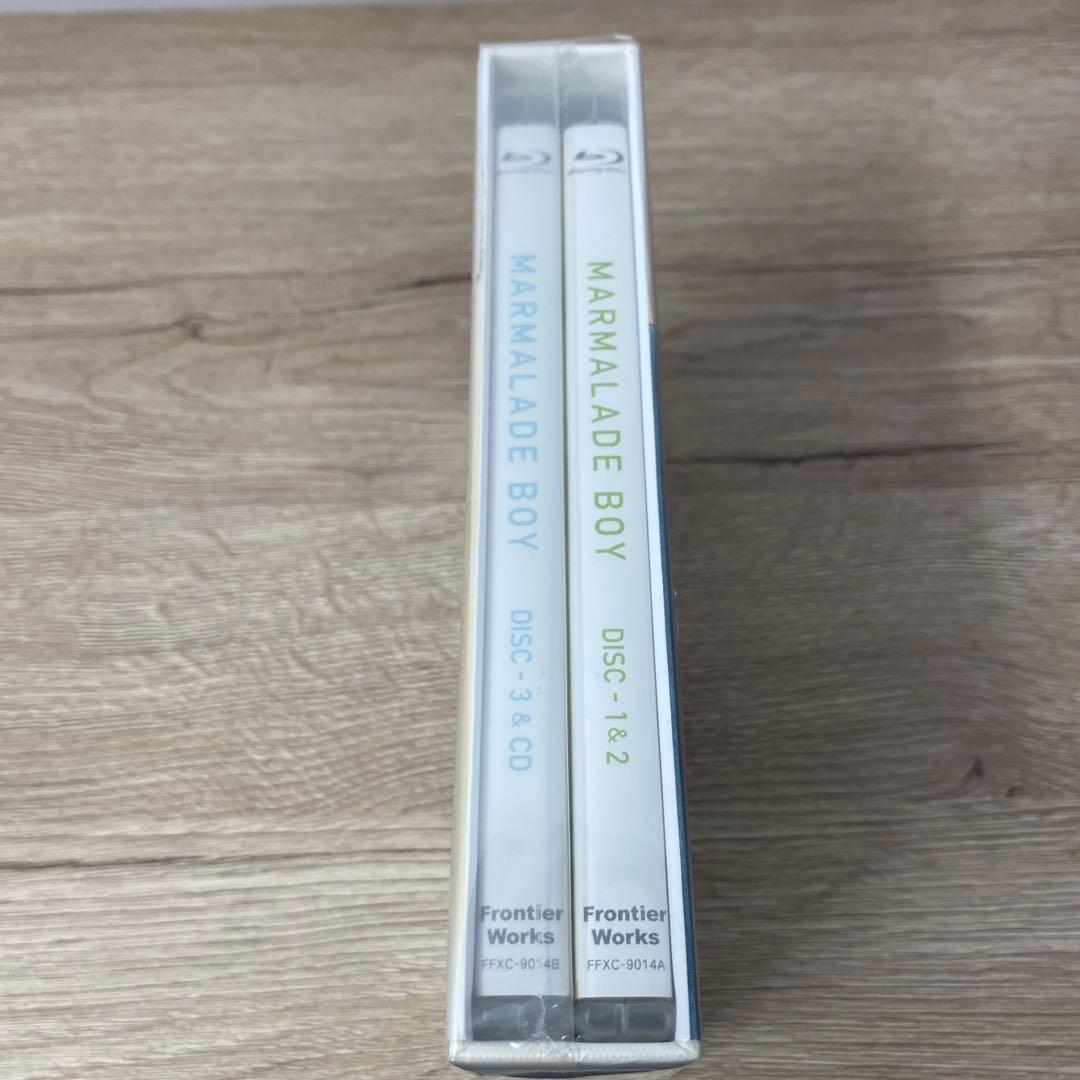 MARMALADE BOY DISC - 3 & CD
Frontier
Works
FFXC-9014B
MARMALADE BOY DISC - 1 & 2
Frontier
Works
FFXC-9014A